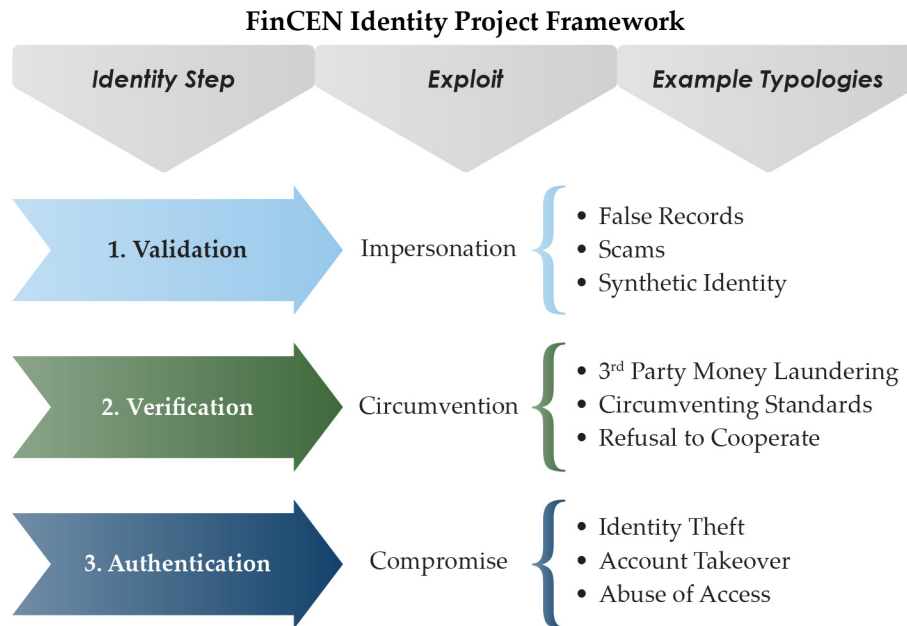 FinCEN Identity Project Framework
Identity Step
Exploit
Example Typologies
1. Validation
Impersonation
• False Records
• Scams
• Synthetic Identity
2. Verification
Circumvention
• 3rd Party Money Laundering
• Circumventing Standards
• Refusal to Cooperate
3. Authentication
Compromise
• Identity Theft
• Account Takeover
• Abuse of Access